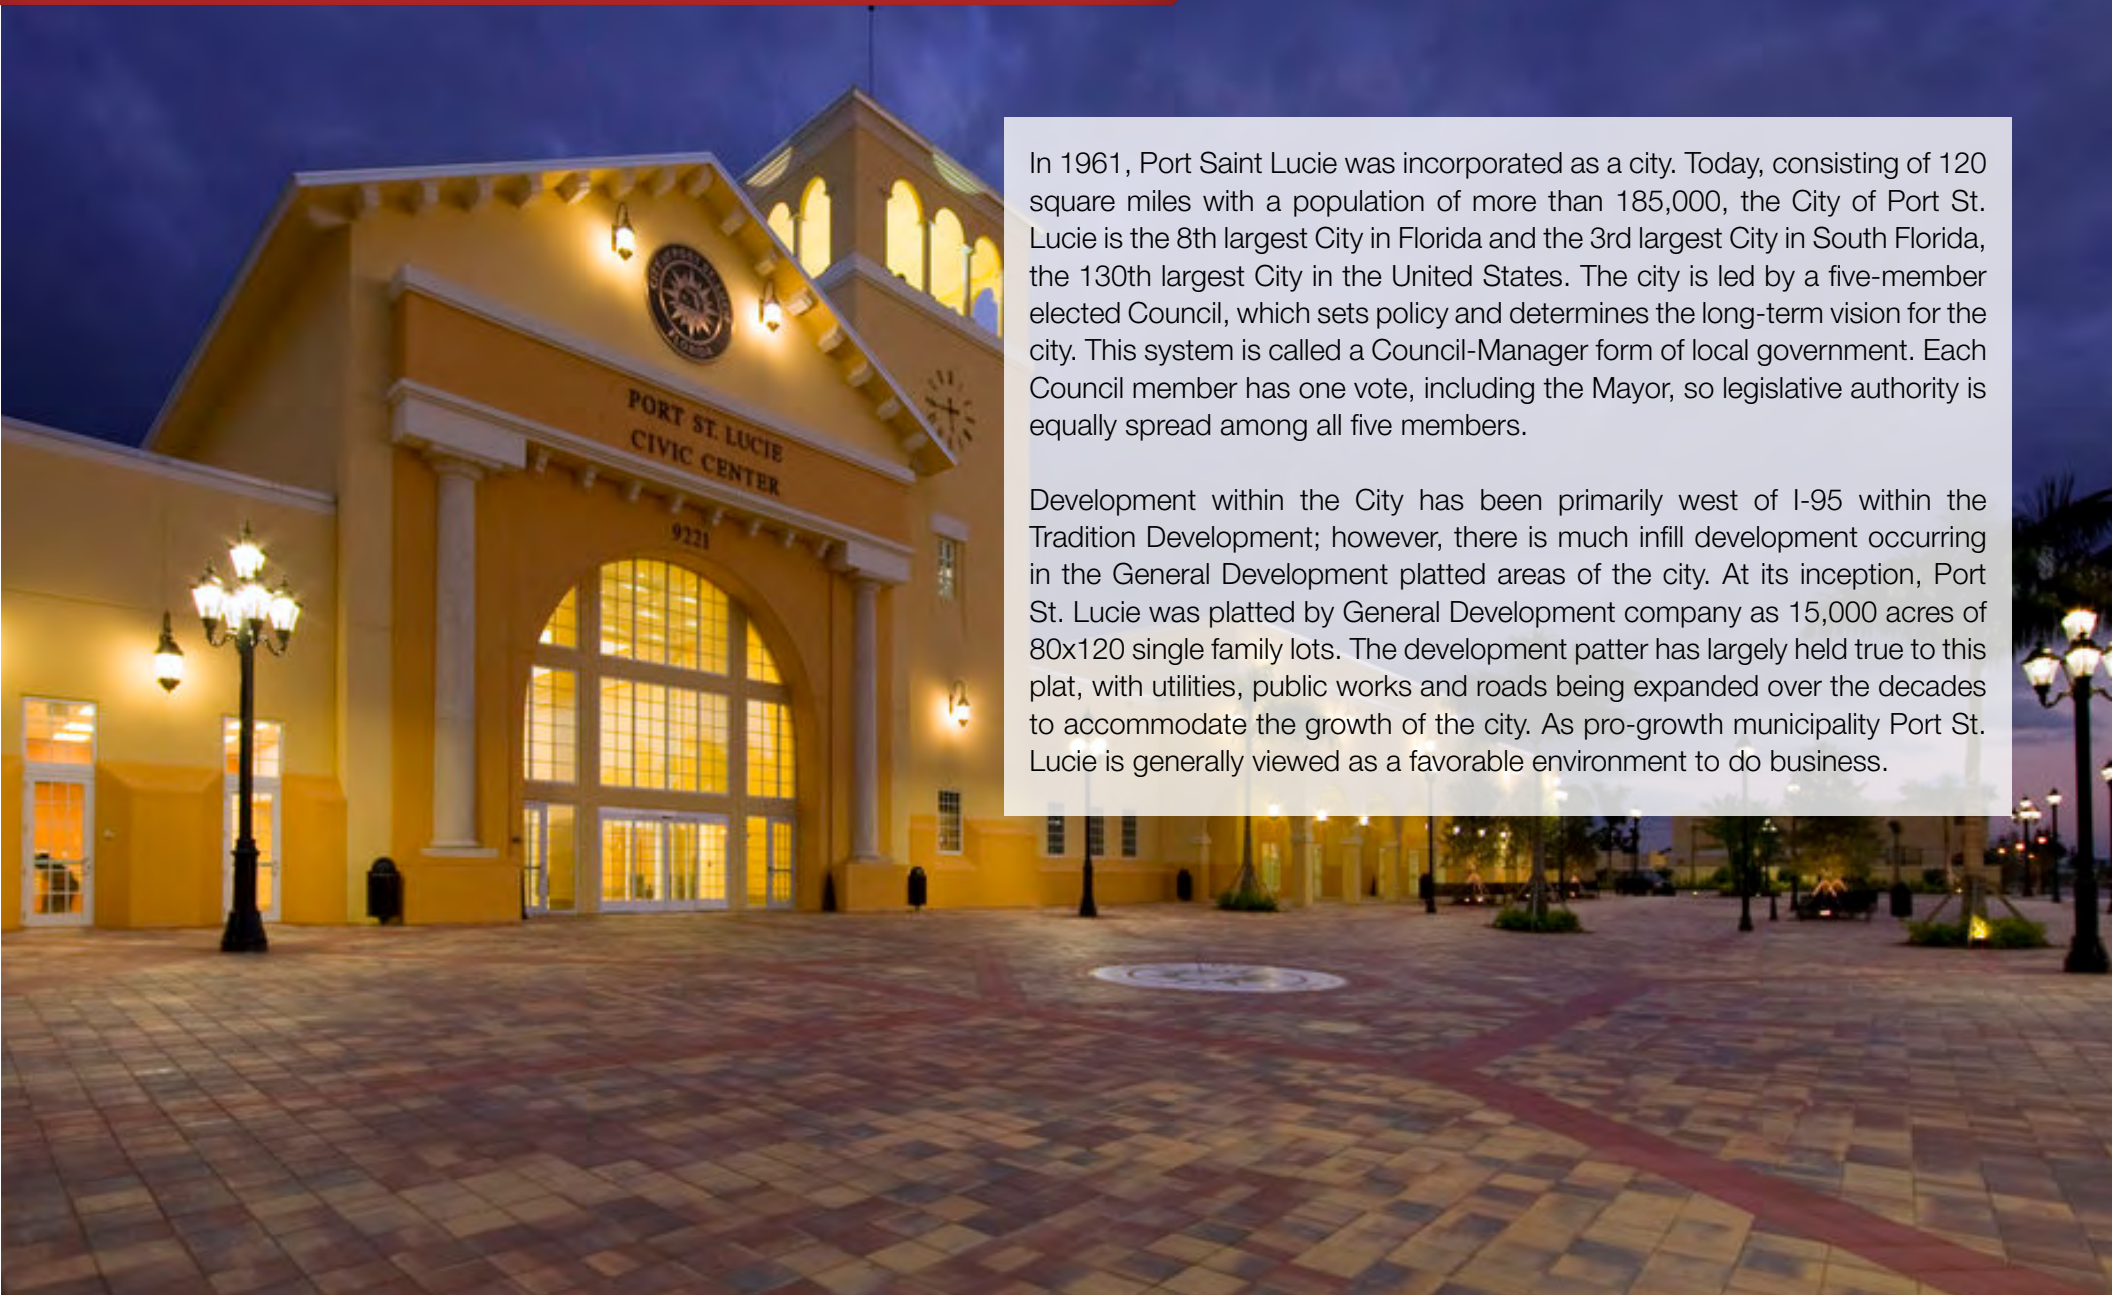 In 1961, Port Saint Lucie was incorporated as a city. Today, consisting of 120
square miles with a population of more than 185,000, the City of Port St.
Lucie is the 8th largest City in Florida and the 3rd largest City in South Florida,
the 130th largest City in the United States. The city is led by a five-member
elected Council, which sets policy and determines the long-term vision for the
city. This system is called a Council-Manager form of local government. Each
Council member has one vote, including the Mayor, so legislative authority is
equally spread among all five members.
Development within the City has been primarily west of I-95 within the
Tradition Development; however, there is much infill development occurring
in the General Development platted areas of the city. At its inception, Port
St. Lucie was platted by General Development company as 15,000 acres of
80x120 single family lots. The development patter has largely held true to this
plat, with utilities, public works and roads being expanded over the decades
to accommodate the growth of the city. As pro-growth municipality Port St.
Lucie is generally viewed as a favorable environment to do business.
FLORIDA
PORT ST. LUCIE
CIVIC CENTER
9221